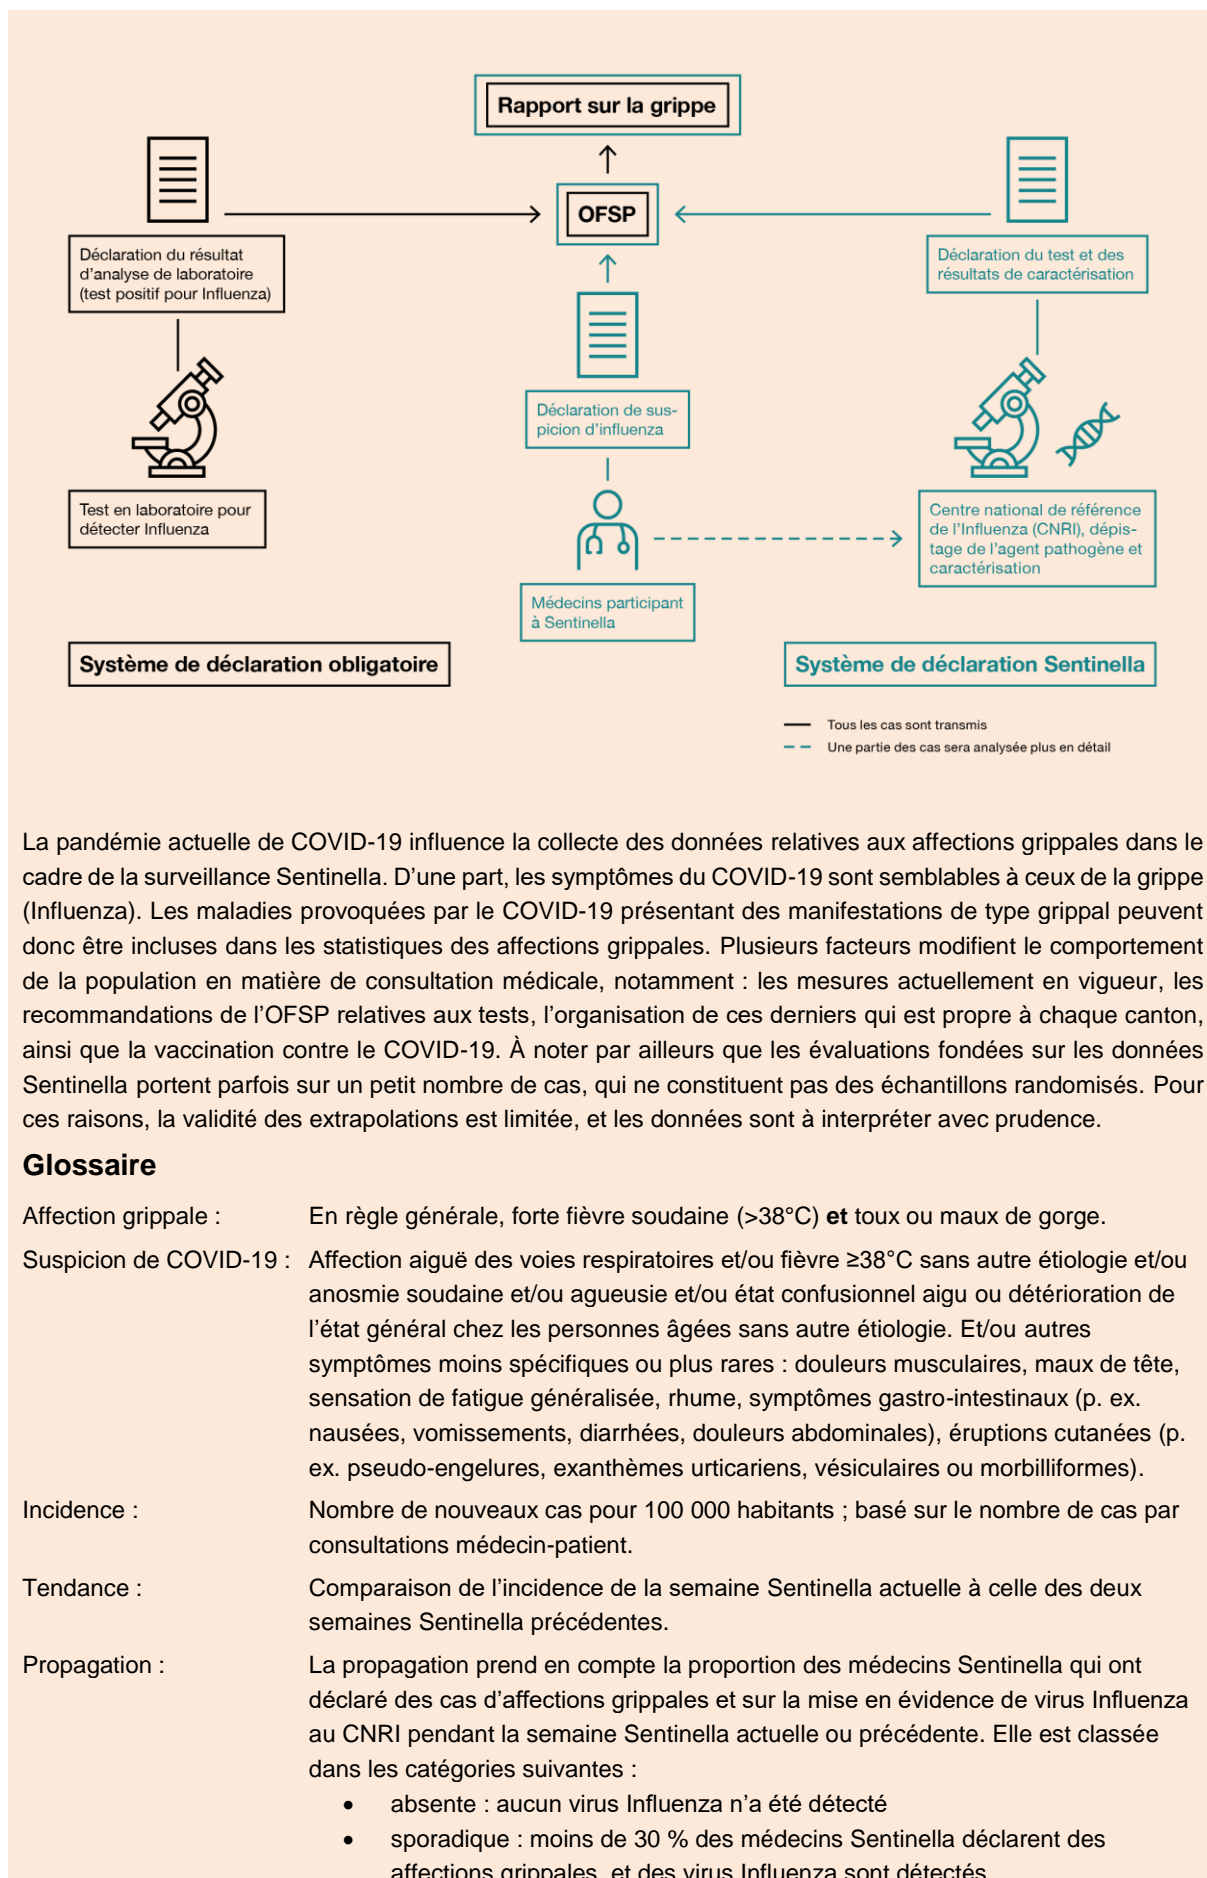 Rapport sur la grippe
OFSP
Déclaration du résultat
d'analyse de laboratoire
(test positif pour Influenza)
Test en laboratoire pour
détecter Influenza
Système de déclaration obligatoire
Déclaration de sus-
picion d'influenza
Médecins participant
à Sentinella
Déclaration du test et des
résultats de caractérisation
Centre national de référence
de l'Influenza (CNRI), dépis-
tage de l'agent pathogène et
caractérisation
Système de déclaration Sentinella
Tous les cas sont transmis
Une partie des cas sera analysée plus en détail
La pandémie actuelle de COVID-19 influence la collecte des données relatives aux affections grippales dans le
cadre de la surveillance Sentinella. D'une part, les symptômes du COVID-19 sont semblables à ceux de la grippe
(Influenza). Les maladies provoquées par le COVID-19 présentant des manifestations de type grippal peuvent
donc être incluses dans les statistiques des affections grippales. Plusieurs facteurs modifient le comportement
de la population en matière de consultation médicale, notamment : les mesures actuellement en vigueur, les
recommandations de l'OFSP relatives aux tests, l'organisation de ces derniers qui est propre à chaque canton,
ainsi que la vaccination contre le COVID-19. À noter par ailleurs que les évaluations fondées sur les données
Sentinella portent parfois sur un petit nombre de cas, qui ne constituent pas des échantillons randomisés. Pour
ces raisons, la validité des extrapolations est limitée, et les données sont à interpréter avec prudence.
Glossaire
Affection grippale : En règle générale, forte fièvre soudaine (>38°C) et toux ou maux de gorge.
Suspicion de COVID-19 : Affection aiguë des voies respiratoires et/ou fièvre ≥38°C sans autre étiologie et/ou
anosmie soudaine et/ou agueusie et/ou état confusionnel aigu ou détérioration de
l'état général chez les personnes âgées sans autre étiologie. Et/ou autres
symptômes moins spécifiques ou plus rares : douleurs musculaires, maux de tête,
sensation de fatigue généralisée, rhume, symptômes gastro-intestinaux (p. ex.
nausées, vomissements, diarrhées, douleurs abdominales), éruptions cutanées (p.
ex. pseudo-engelures, exanthèmes urticariens, vésiculaires ou morbilliformes).
Incidence : Nombre de nouveaux cas pour 100 000 habitants ; basé sur le nombre de cas par
consultations médecin-patient.
Tendance : Comparaison de l'incidence de la semaine Sentinella actuelle à celle des deux
semaines Sentinella précédentes.
Propagation : La propagation prend en compte la proportion des médecins Sentinella qui ont
déclaré des cas d'affections grippales et sur la mise en évidence de virus Influenza
au CNRI pendant la semaine Sentinella actuelle ou précédente. Elle est classée
dans les catégories suivantes :
• absente : aucun virus Influenza n'a été détecté
• sporadique : moins de 30 % des médecins Sentinella déclarent des
affections grippales, et des virus Influenza sont détectés